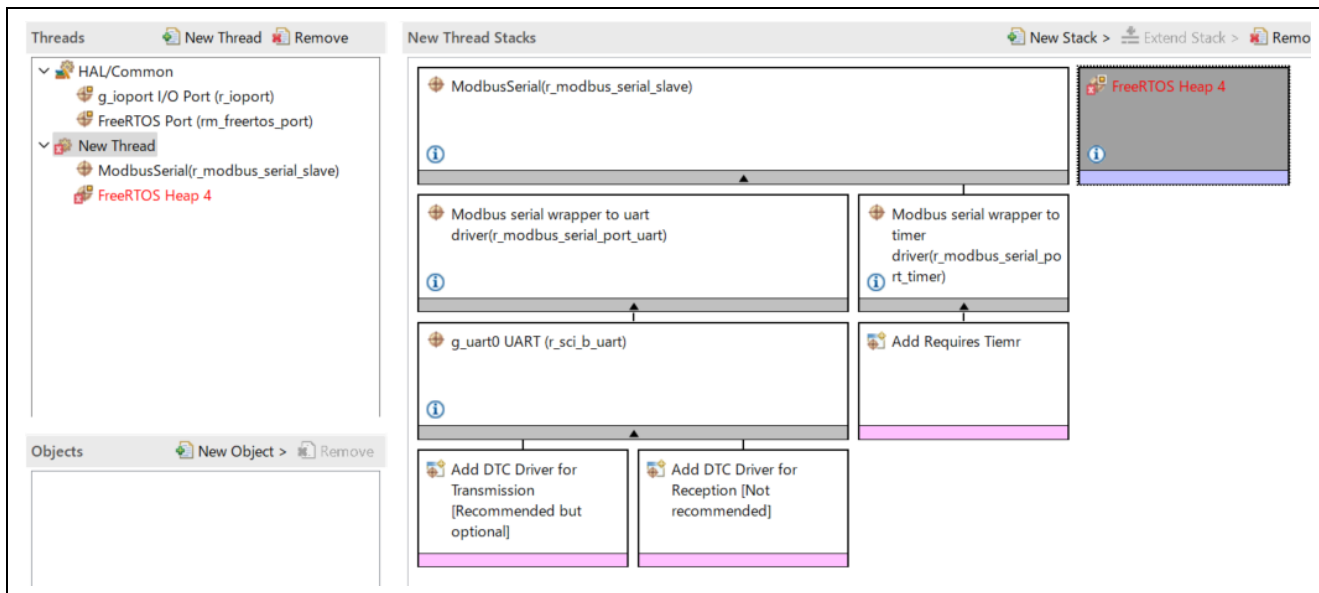 Threads
New Thread
Remove
HAL/Common
g_ioport I/O Port (r_ioport)
FreeRTOS Port (rm_freertos_port)
New Thread
ModbusSerial(r_modbus_serial_slave)
FreeRTOS Heap 4
Objects
New Object >
Remove
New Thread Stacks
New Stack >
Extend Stack >
Remo
ModbusSerial(r_modbus_serial_slave)
FreeRTOS Heap 4
Modbus serial wrapper to uart
driver(r_modbus_serial_port_uart)
Modbus serial wrapper to
timer
driver(r_modbus_serial_po
rt_timer)
g_uart0 UART (r_sci_b_uart)
Add Requires Tiemr
Add DTC Driver for
Transmission
[Recommended but
optional]
Add DTC Driver for
Reception [Not
recommended]